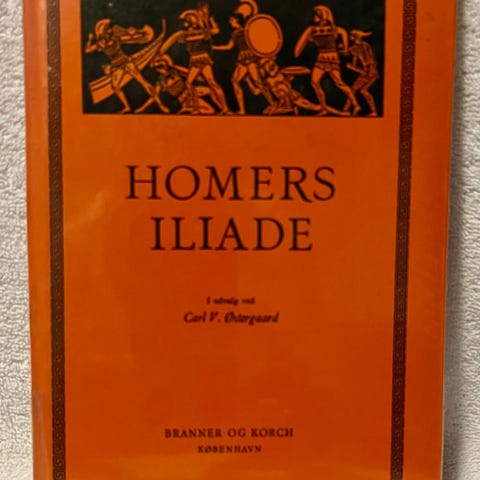 HOMERS
ILIADE
I udvalg ved
Carl V. Østergaard
BRANNER OG KORCH
KØBENHAVN